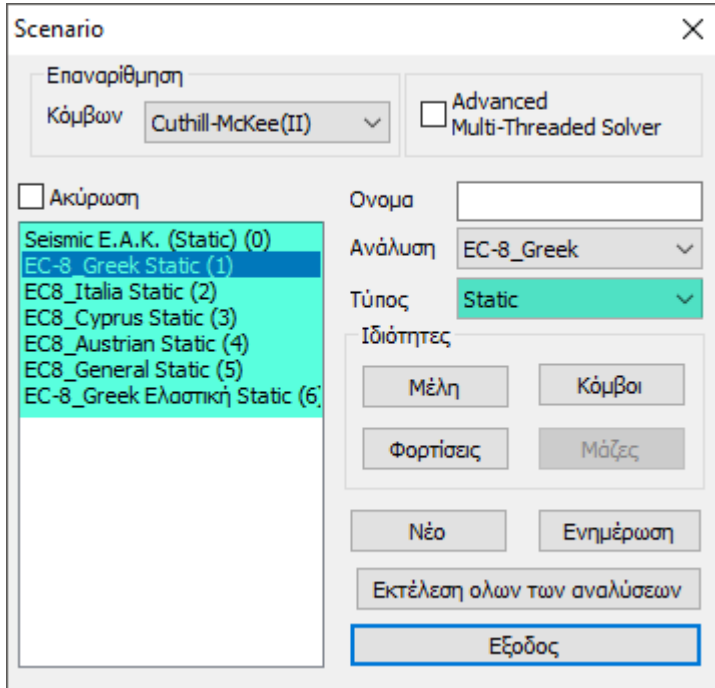 Scenario
Επαναρίθμηση
Κόμβων
Cuthill-McKee(II)
Advanced
Multi-Threaded Solver
Ακύρωση
Seismic Ε.Α.Κ. (Static) (0)
EC-8_Greek Static (1)
EC8_Italia Static (2)
EC8_Cyprus Static (3)
EC8_Austrian Static (4)
EC8_General Static (5)
EC-8_Greek Ελαστική Static (6)
Ονομα
Ανάλυση
EC-8_Greek
Τύπος
Static
Ιδιότητες
Μέλη
Κόμβοι
Φορτίσεις
Μάζες
Νέο
Ενημέρωση
Εκτέλεση ολων των αναλύσεων
Εξοδος